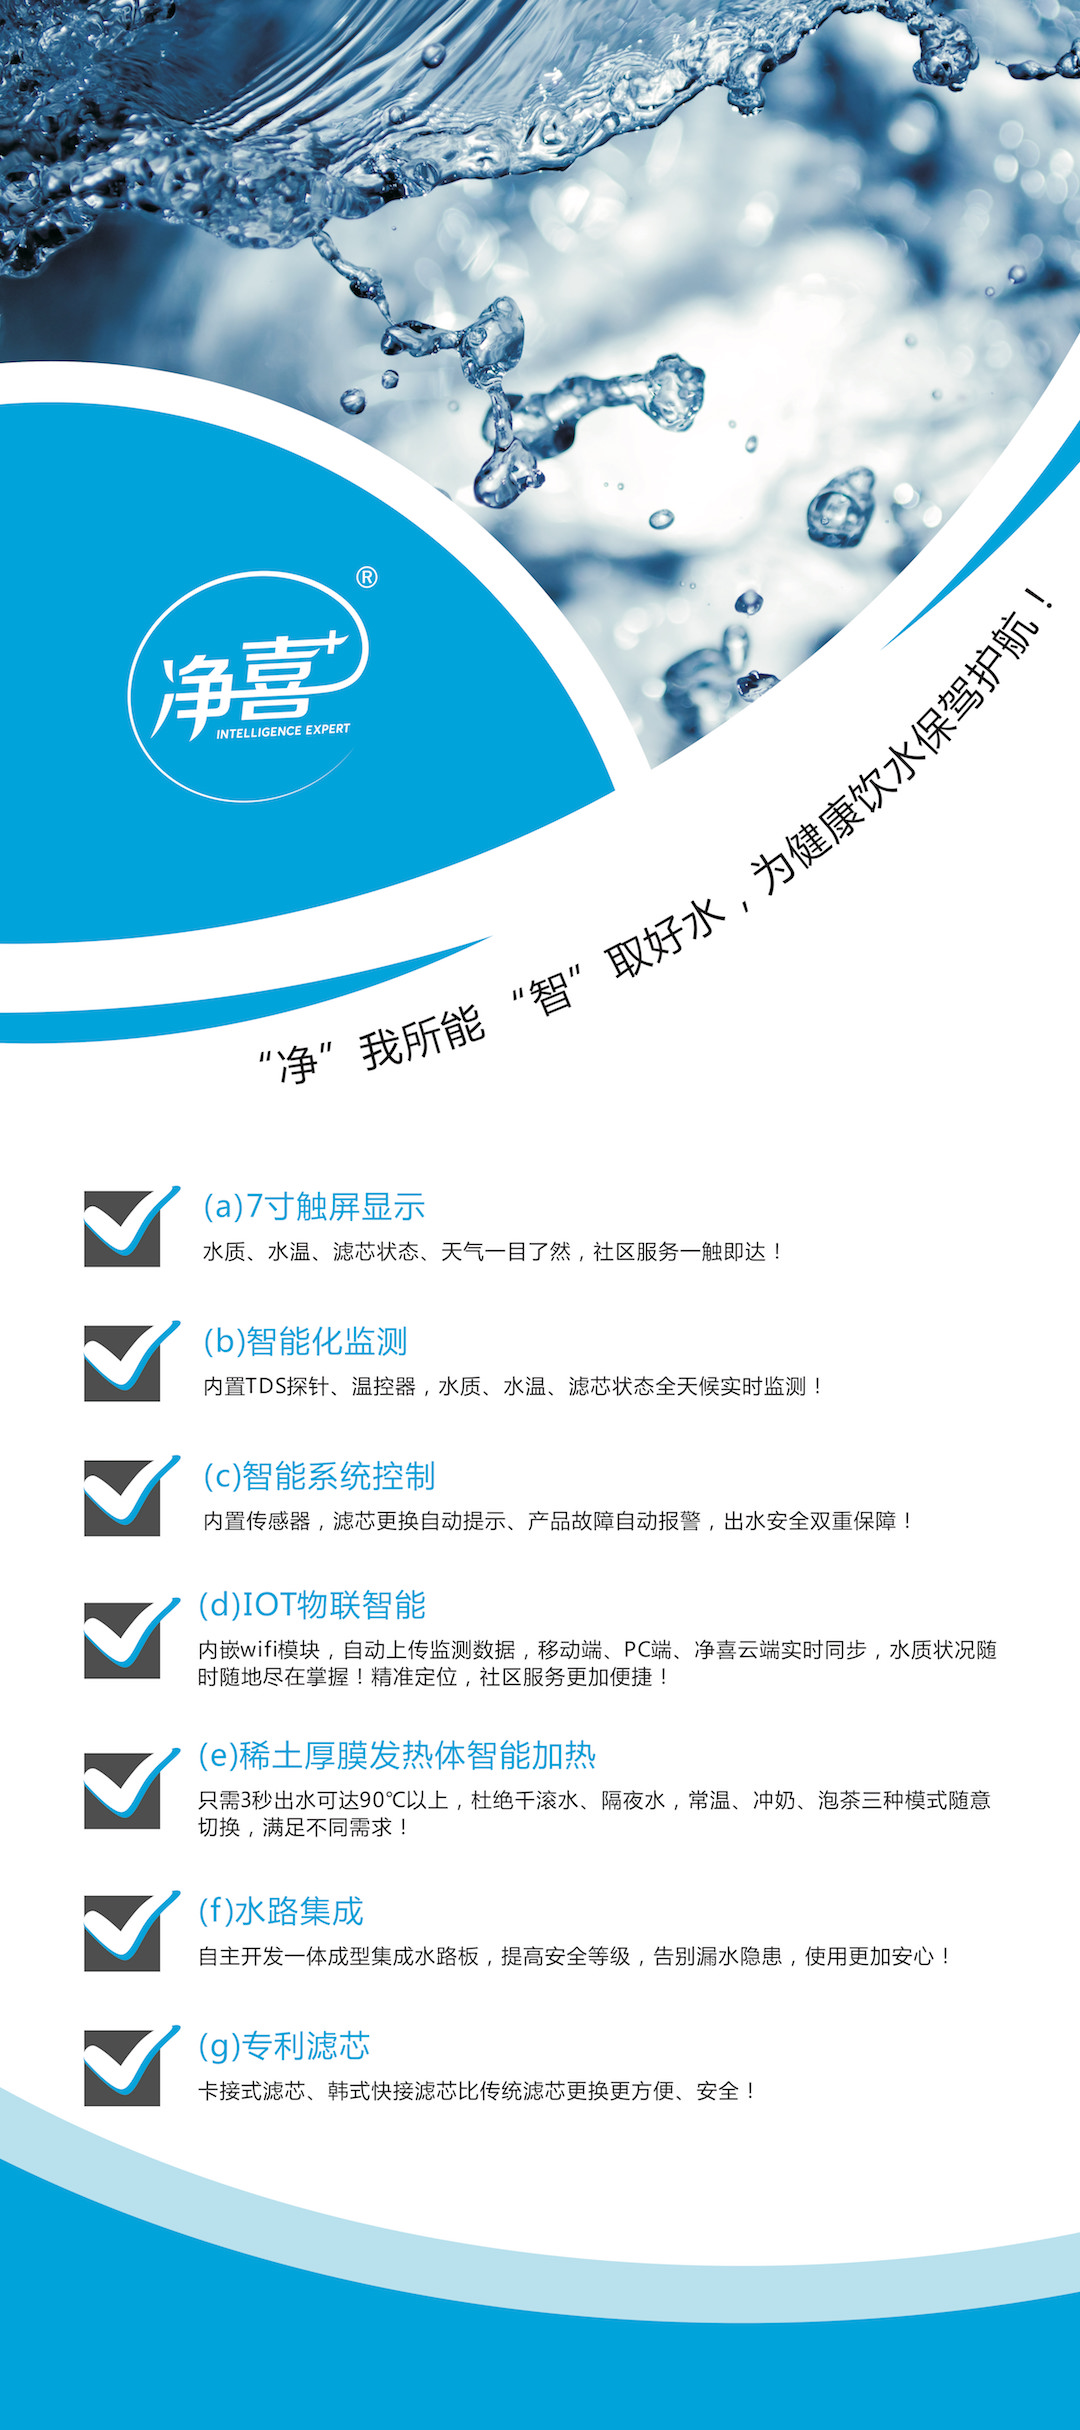 ®
净喜+
INTELLIGENCE EXPERT
“净”我所能 “智”取好水，为健康饮水保驾护航！
(a)7寸触屏显示
水质、水温、滤芯状态、天气一目了然，社区服务一触即达！
(b)智能化监测
内置TDS探针、温控器，水质、水温、滤芯状态全天候实时监测！
(c)智能系统控制
内置传感器，滤芯更换自动提示、产品故障自动报警，出水安全双重保障！
(d)IOT物联智能
内嵌wifi模块，自动上传监测数据，移动端、PC端、净喜云端实时同步，水质状况随
时随地尽在掌握！精准定位，社区服务更加便捷！
(e)稀土厚膜发热体智能加热
只需3秒出水可达90℃以上，杜绝千滚水、隔夜水，常温、冲奶、泡茶三种模式随意
切换，满足不同需求！
(f)水路集成
自主开发一体成型集成水路板，提高安全等级，告别漏水隐患，使用更加安心！
(g)专利滤芯
卡接式滤芯、韩式快接滤芯比传统滤芯更换更方便、安全！